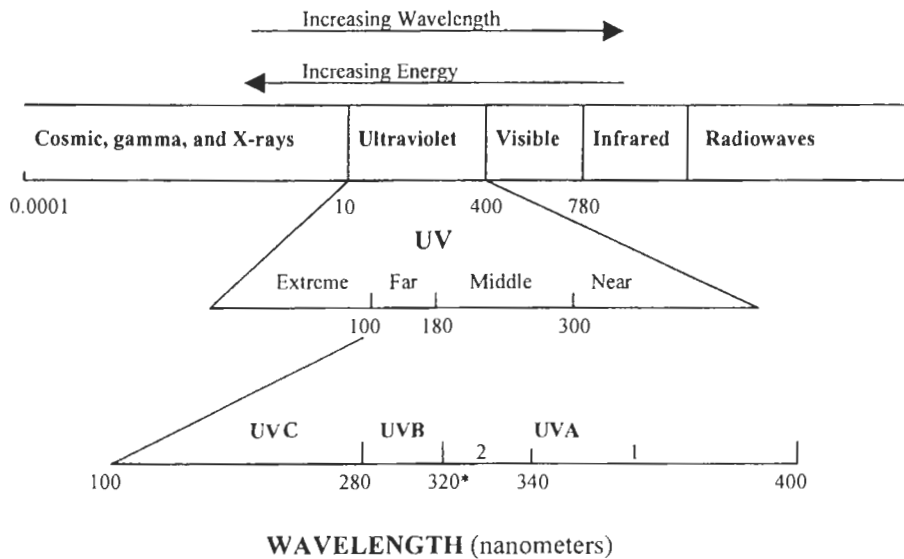 Increasing Wavelength
Increasing Energy
Cosmic, gamma, and X-rays Ultraviolet Visible Infrared Radiowaves
0.0001 10 400 780
UV
Extreme Far Middle Near
100 180 300
UVC UVB UVA
2 1
100 280 320* 340 400
WAVELENGTH (nanometers)